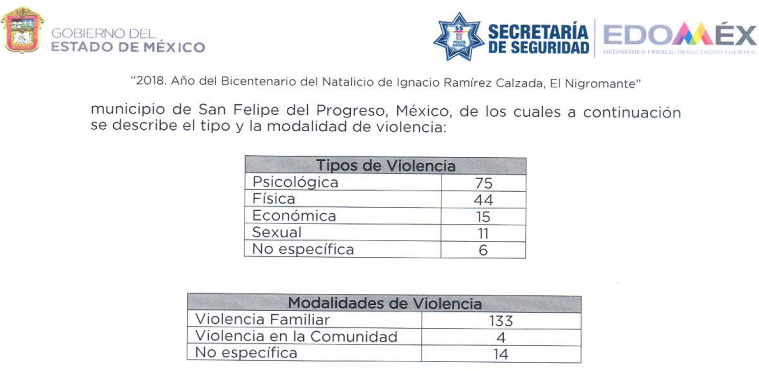 GOBIERNO DEL
ESTADO DE MÉXICO
SECRETARÍA
DE SEGURIDAD
EDOMÉX
DECISIONES FIRMES, RESULTADOS FUERTES.
"2018. Año del Bicentenario del Natalicio de Ignacio Ramírez Calzada, El Nigromante"
municipio de San Felipe del Progreso, México, de los cuales a continuación
se describe el tipo y la modalidad de violencia:
Tipos de Violencia
Psicológica 75
Física 44
Económica 15
Sexual 11
No específica 6
Modalidades de Violencia
Violencia Familiar 133
Violencia en la Comunidad 4
No específica 14